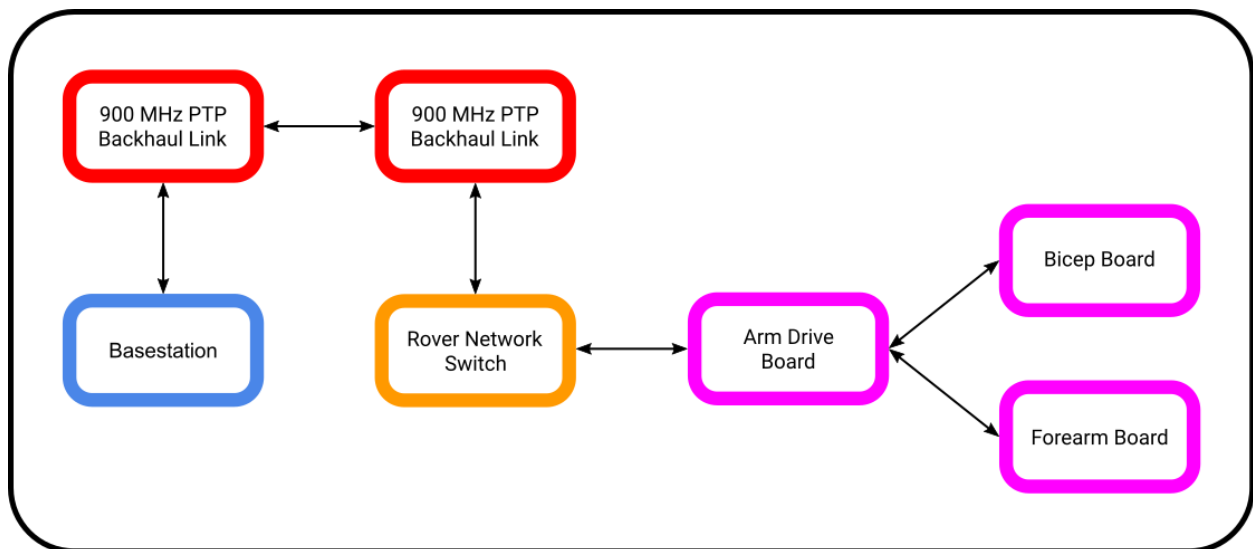 900 MHz PTP
Backhaul Link
900 MHz PTP
Backhaul Link
Bicep Board
Basestation
Rover Network
Switch
Arm Drive
Board
Forearm Board